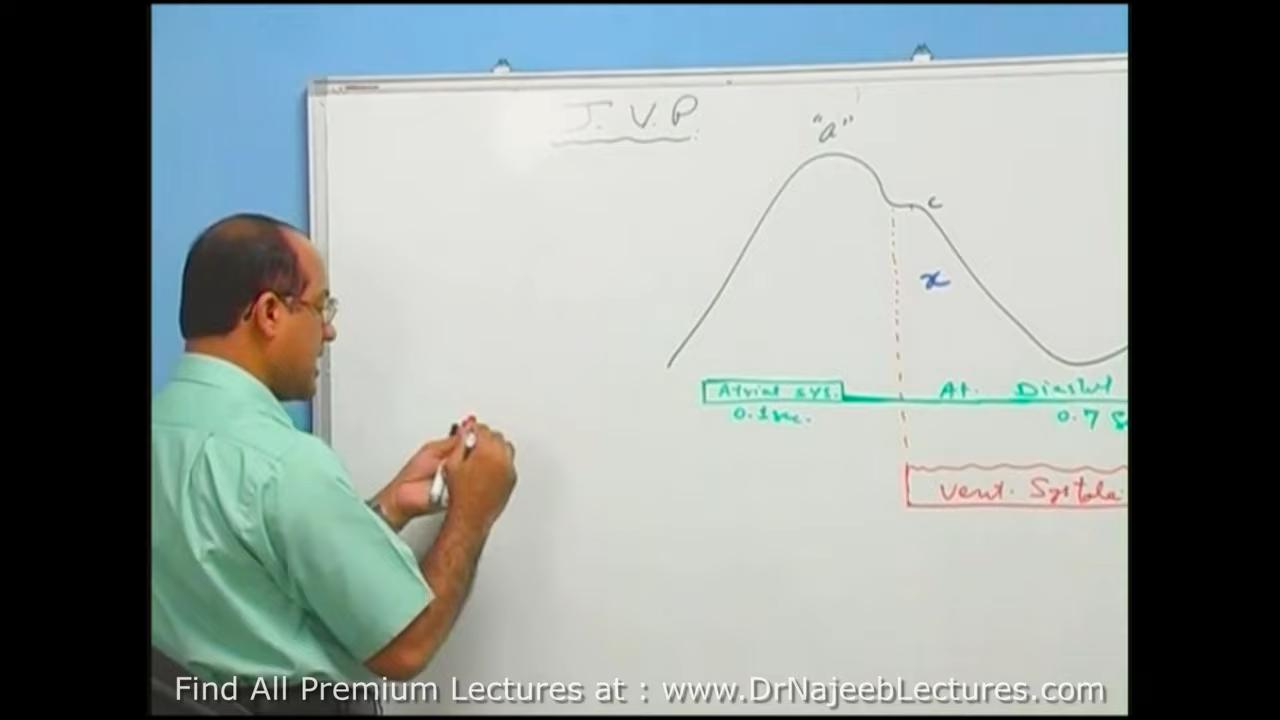 J. V. P.
"a"
c
x
Atrial sys.
At. Diastol
0.1 sec.
0.7 S
Vent. Systole
Find All Premium Lectures at : www.DrNajeebLectures.com